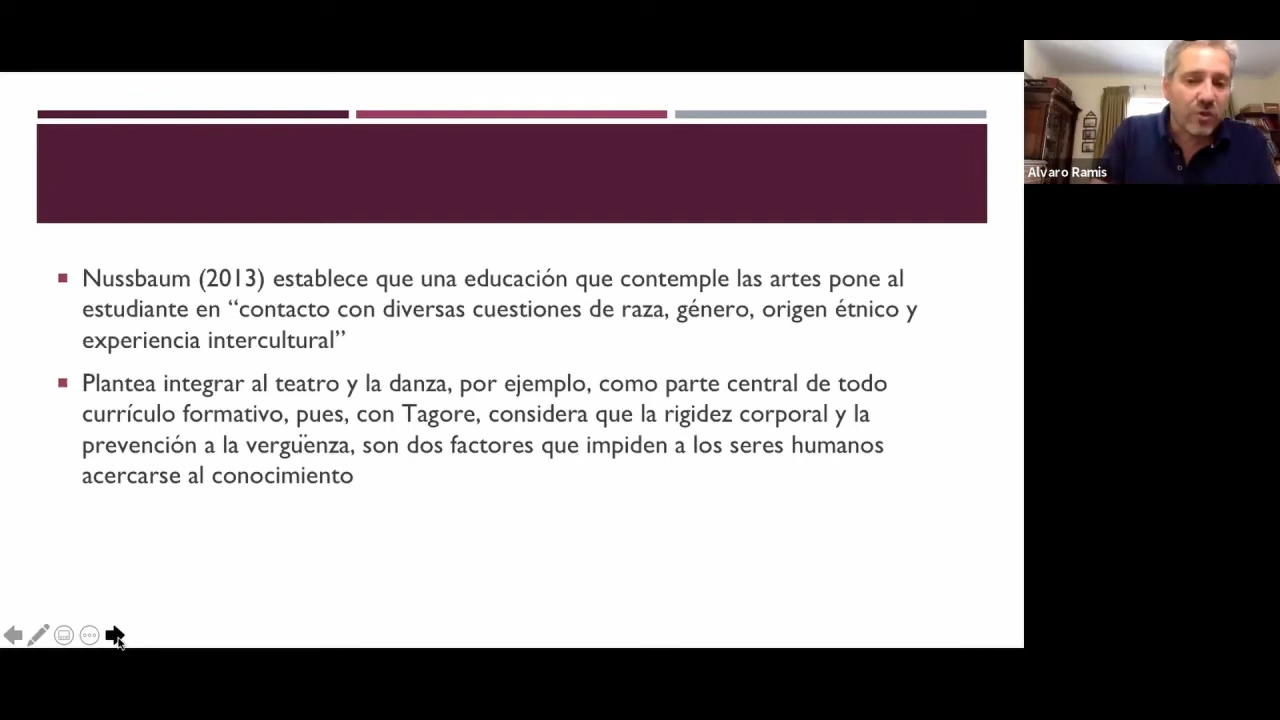 Nussbaum (2013) establece que una educación que contemple las artes pone al
estudiante en “contacto con diversas cuestiones de raza, género, origen étnico y
experiencia intercultural”
Plantea integrar al teatro y la danza, por ejemplo, como parte central de todo
currículo formativo, pues, con Tagore, considera que la rigidez corporal y la
prevención a la vergüenza, son dos factores que impiden a los seres humanos
acercarse al conocimiento
Alvaro Ramis